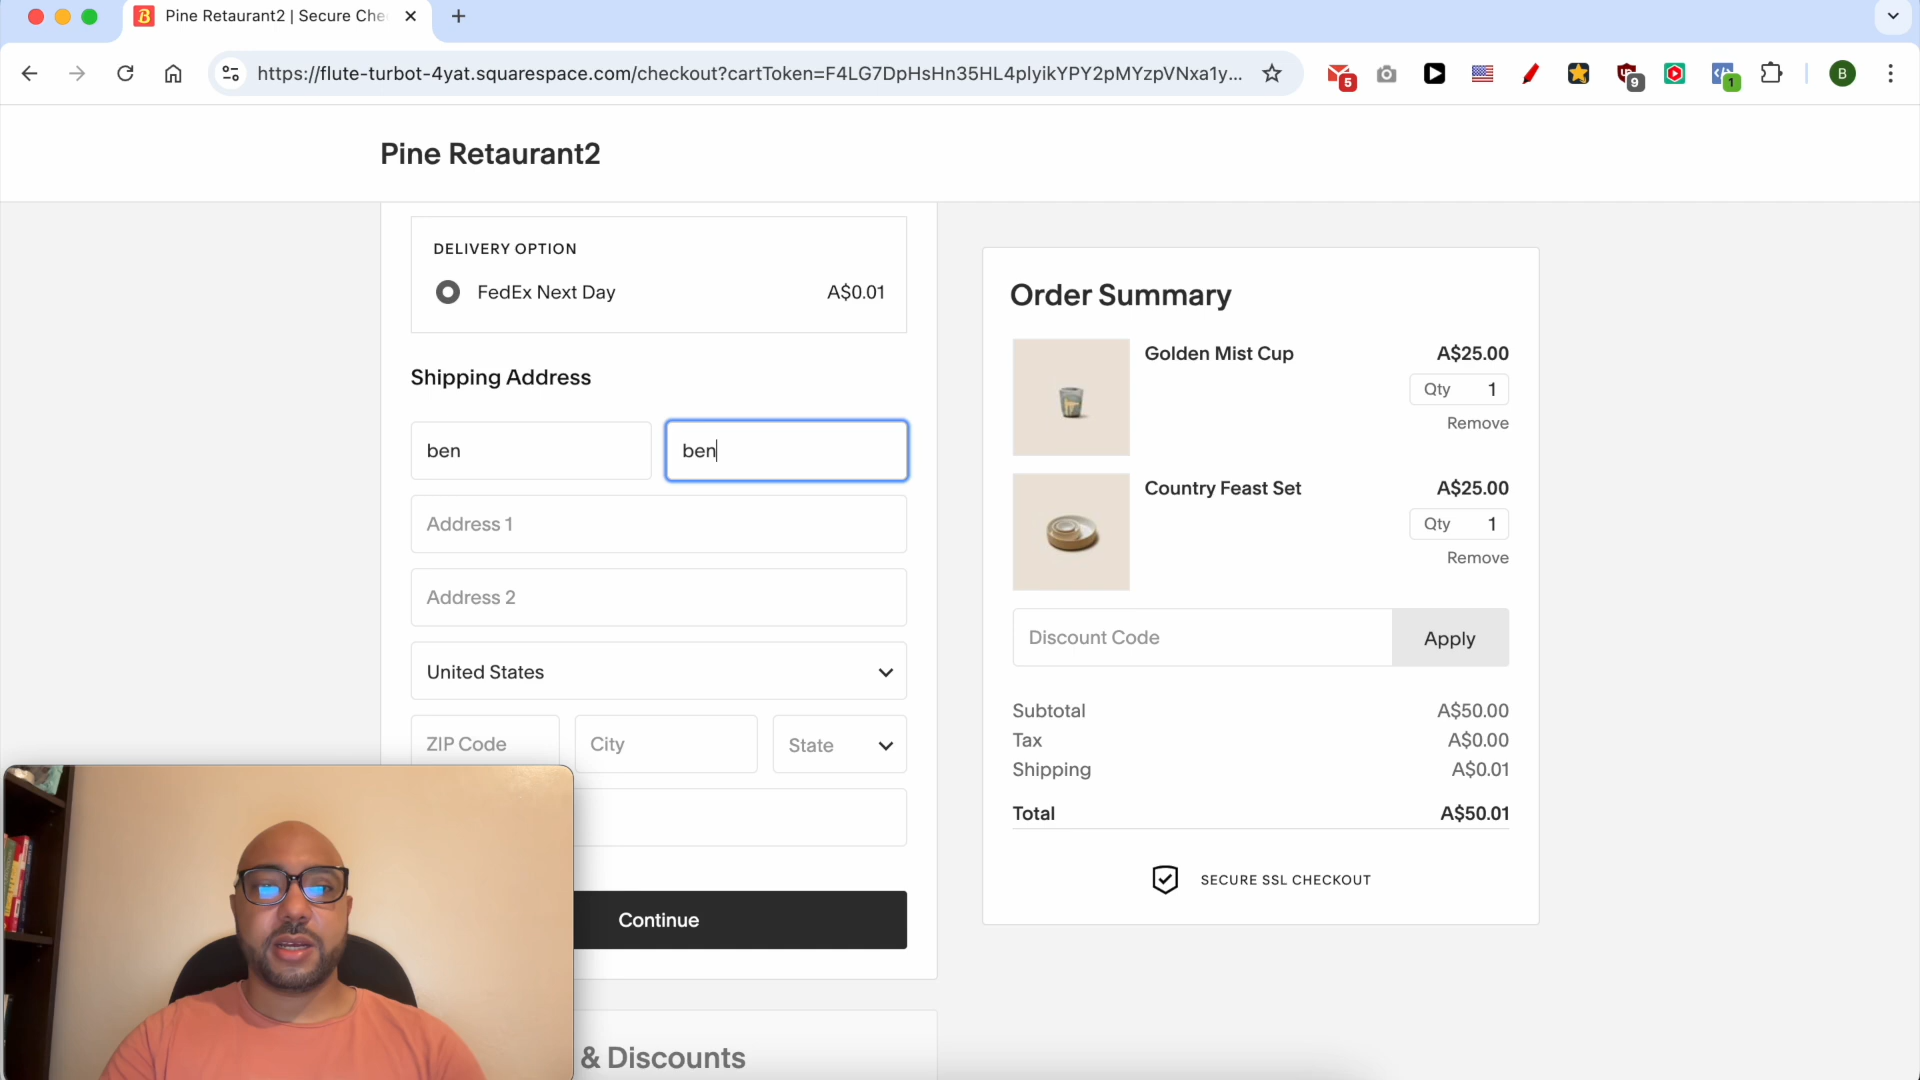 Pine Retaurant2 | Secure Che
https://flute-turbot-4yat.squarespace.com/checkout?cartToken=F4LG7DpHsHn35HL4plyikYPY2pMYzpVNxa1y...
5
9
1
B
Pine Retaurant2
DELIVERY OPTION
FedEx Next Day A$0.01
Shipping Address
ben ben
Address 1
Address 2
United States
ZIP Code City State
Continue
& Discounts
Order Summary
Golden Mist Cup A$25.00
Qty 1
Remove
Country Feast Set A$25.00
Qty 1
Remove
Discount Code Apply
Subtotal A$50.00
Tax A$0.00
Shipping A$0.01
Total A$50.01
SECURE SSL CHECKOUT